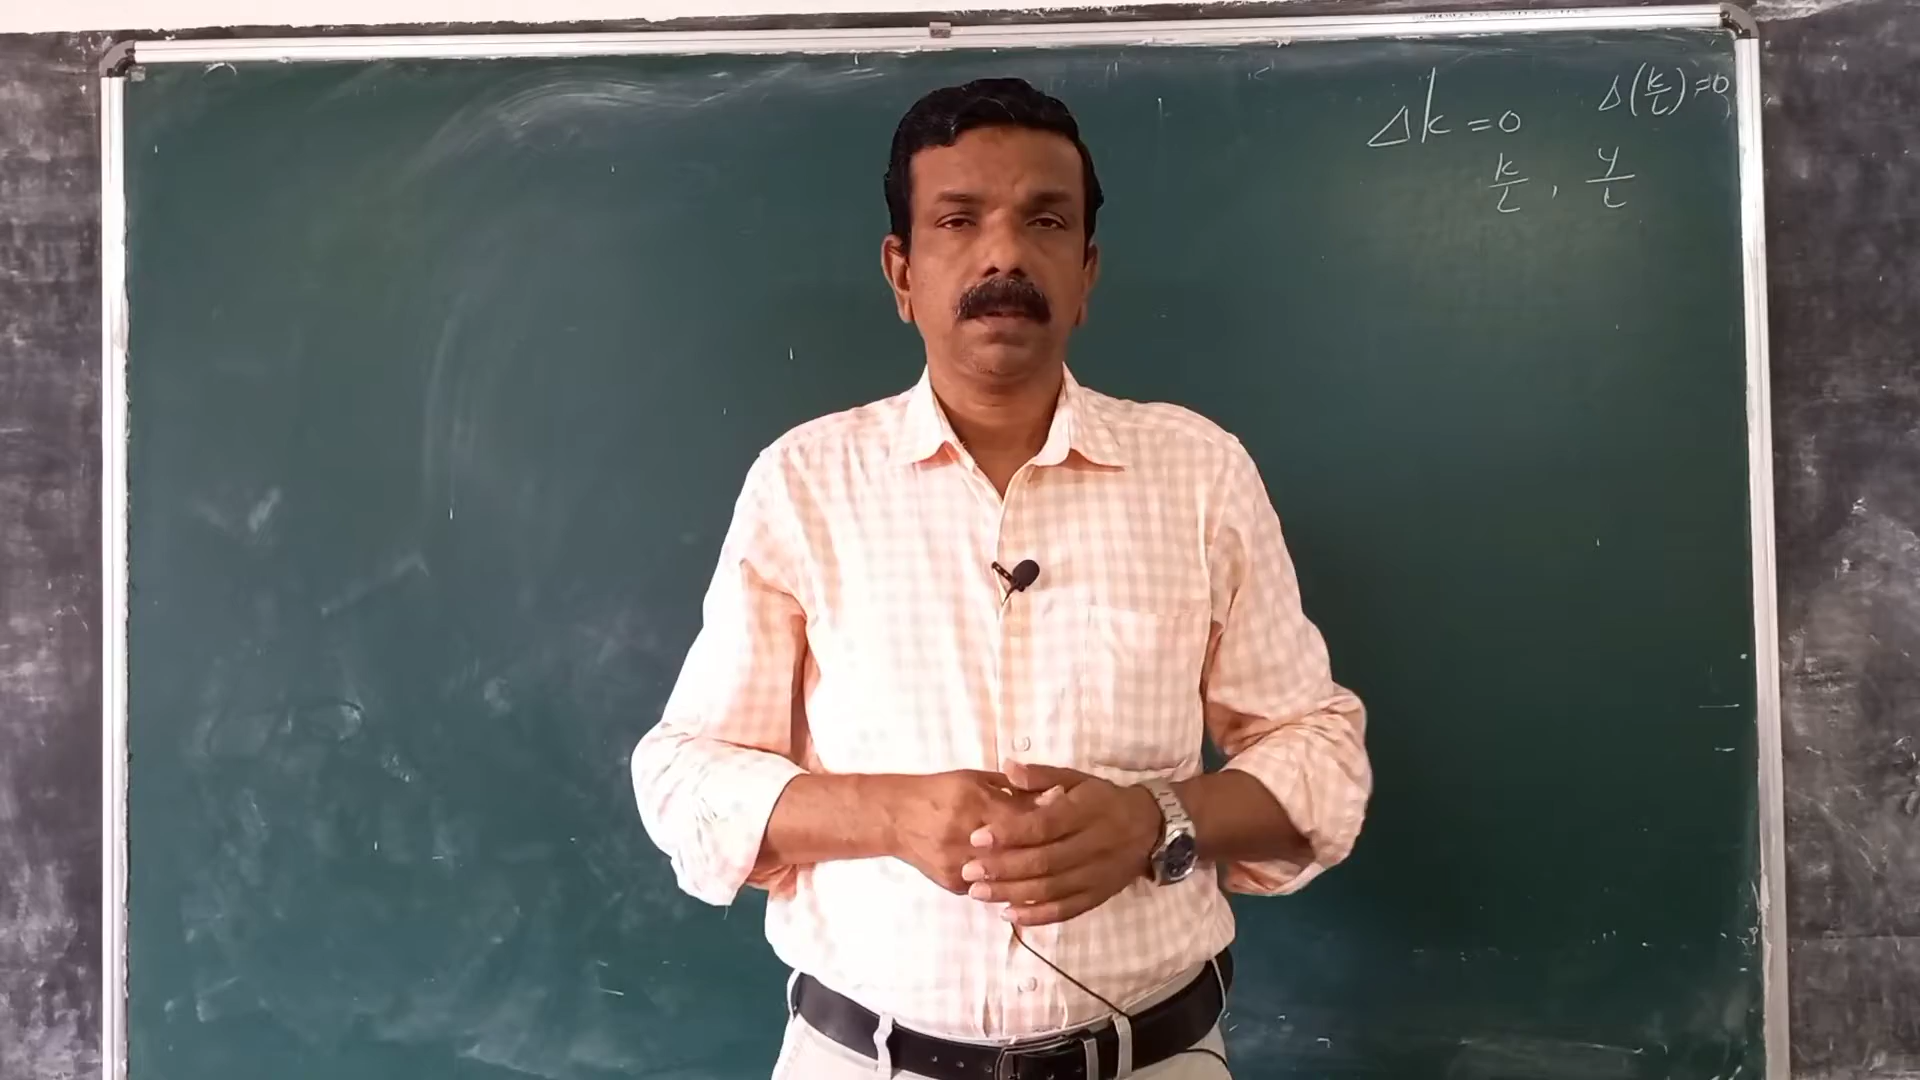 Δk = 0 Δ(k/L) = 0
k/L , y/L